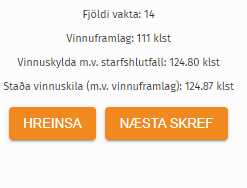 Fjöldi vakta: 14
Vinnuframlag: 111 klst
Vinnuskylda m.v. starfshlutfall: 124.80 klst
Staða vinnuskila (m.v. vinnuframlag): 124.87 klst
HREINSA NÆSTA SKREF